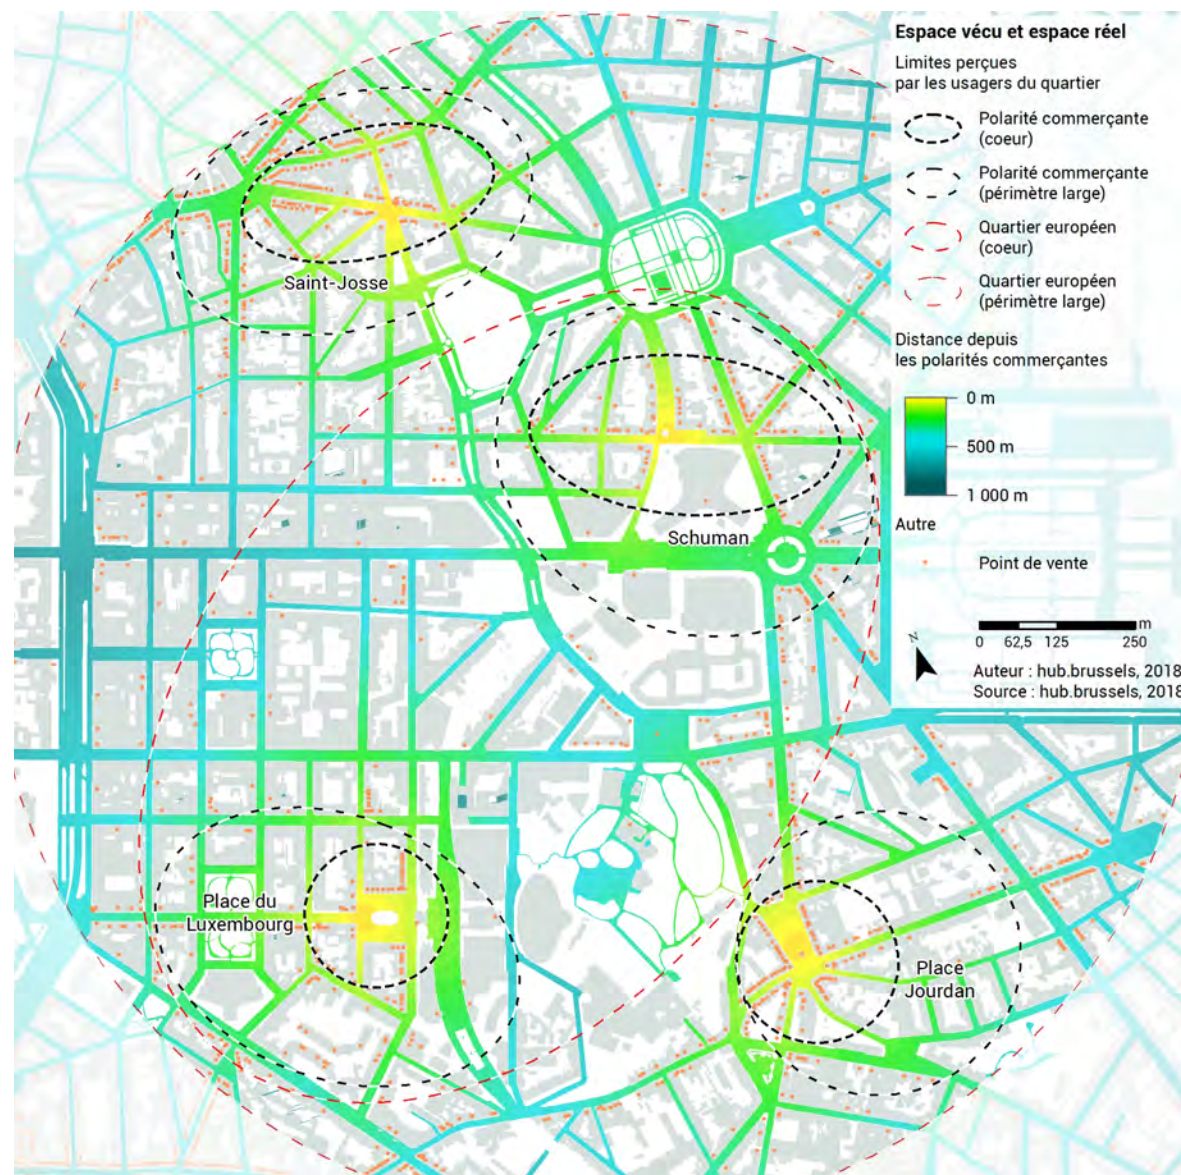 Espace vécu et espace réel
Limites perçues
par les usagers du quartier
Polarité commerçante
(coeur)
Polarité commerçante
(périmètre large)
Quartier européen
(coeur)
Quartier européen
(périmètre large)
Distance depuis
les polarités commerçantes
0 m
500 m
1 000 m
Autre
Point de vente
m
0 62,5 125 250
N
Auteur : hub.brussels, 2018
Source : hub.brussels, 2018
Saint-Josse
Schuman
Place du
Luxembourg
Place
Jourdan